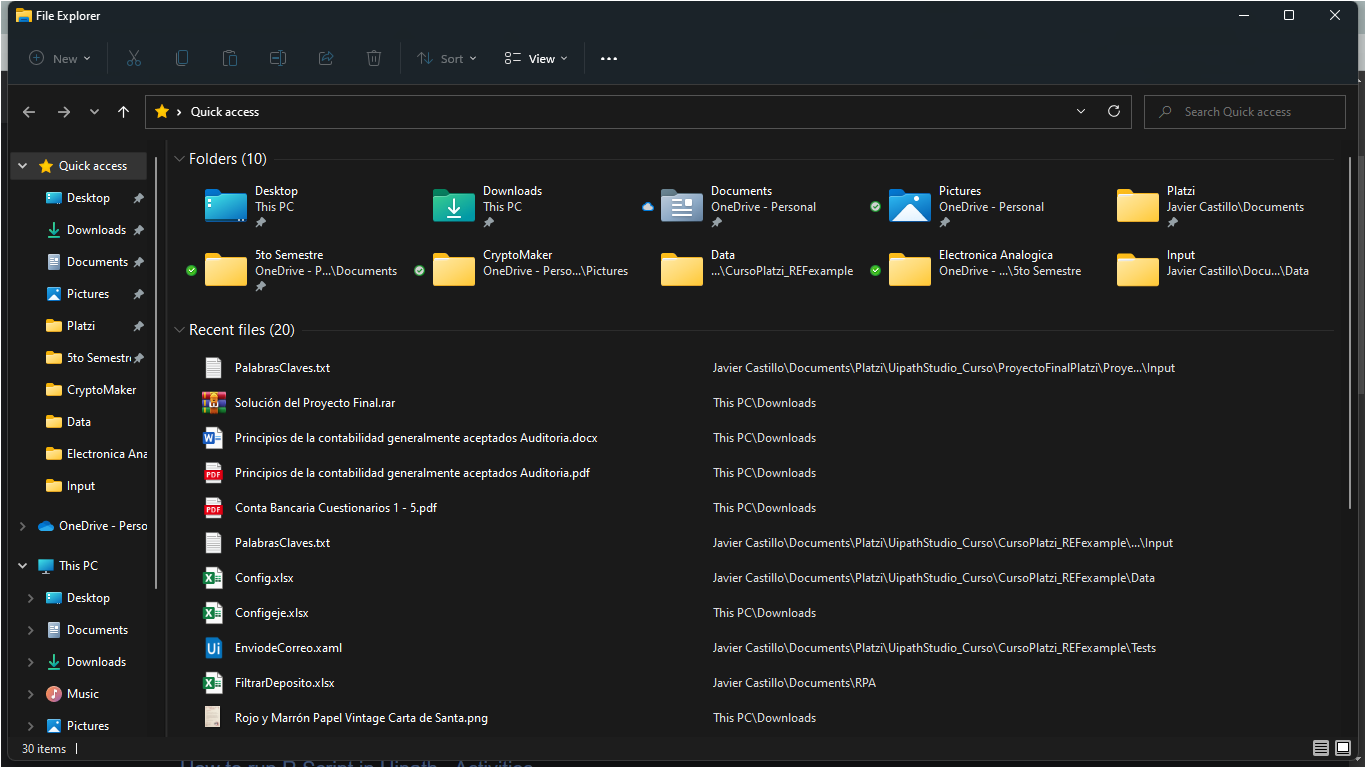 File Explorer
New
Sort
View
Quick access
Search Quick access
Quick access
Desktop
Downloads
Documents
Pictures
Platzi
5to Semestre
CryptoMaker
Data
Electronica Ana
Input
OneDrive - Perso
This PC
Desktop
Documents
Downloads
Music
Pictures
Folders (10)
Desktop
This PC
Downloads
This PC
Documents
OneDrive - Personal
Pictures
OneDrive - Personal
Platzi
Javier Castillo\Documents
5to Semestre
OneDrive - P...\Documents
CryptoMaker
OneDrive - Perso...\Pictures
Data
...\CursoPlatzi_REFexample
Electronica Analogica
OneDrive - ...\5to Semestre
Input
Javier Castillo\Docu...\Data
Recent files (20)
PalabrasClaves.txt Javier Castillo\Documents\Platzi\UipathStudio_Curso\ProyectoFinalPlatzi\Proye...\Input
Solución del Proyecto Final.rar This PC\Downloads
Principios de la contabilidad generalmente aceptados Auditoria.docx This PC\Downloads
Principios de la contabilidad generalmente aceptados Auditoria.pdf This PC\Downloads
Conta Bancaria Cuestionarios 1 - 5.pdf This PC\Downloads
PalabrasClaves.txt Javier Castillo\Documents\Platzi\UipathStudio_Curso\CursoPlatzi_REFexample\...\Input
Config.xlsx Javier Castillo\Documents\Platzi\UipathStudio_Curso\CursoPlatzi_REFexample\Data
Configeje.xlsx This PC\Downloads
EnviodeCorreo.xaml Javier Castillo\Documents\Platzi\UipathStudio_Curso\CursoPlatzi_REFexample\Tests
FiltrarDeposito.xlsx Javier Castillo\Documents\RPA
Rojo y Marrón Papel Vintage Carta de Santa.png This PC\Downloads
30 items
How to run R Script in Uipath - Activities